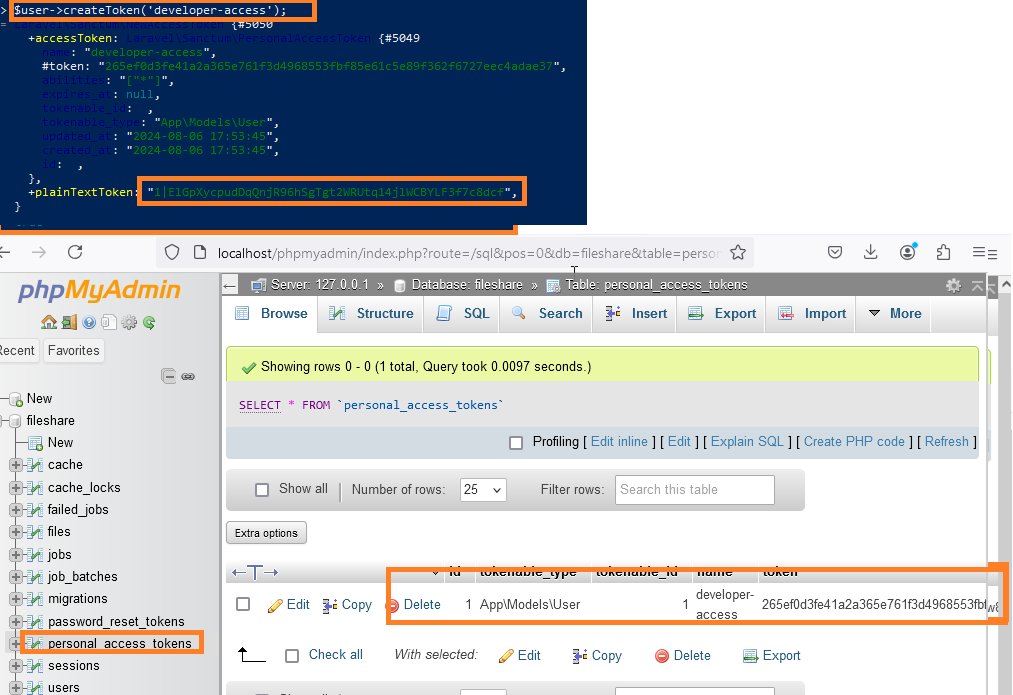 > $user->createToken('developer-access');
= Laravel\Sanctum\NewAccessToken {#5050
+accessToken: Laravel\Sanctum\PersonalAccessToken {#5049
name: "developer-access",
#token: "265ef0d3fe41a2a365e761f3d4968553fbf85e61c5e89f362f6727eec4adae37",
abilities: "["*"]",
expires_at: null,
tokenable_id: ,
tokenable_type: "App\Models\User",
updated_at: "2024-08-06 17:53:45",
created_at: "2024-08-06 17:53:45",
id: ,
},
+plainTextToken: "1|ElGpXycpudDqQnjR96hSgTgt2WRUtq14jlWCBYLF3f7c8dcf",
}
localhost/phpmyadmin/index.php?route=/sql&pos=0&db=fileshare&table=person
phpMyAdmin
Recent Favorites
New
fileshare
New
cache
cache_locks
failed_jobs
files
jobs
job_batches
migrations
password_reset_tokens
personal_access_tokens
sessions
users
Server: 127.0.0.1 » Database: fileshare » Table: personal_access_tokens
Browse Structure SQL Search Insert Export Import More
Showing rows 0 - 0 (1 total, Query took 0.0097 seconds.)
SELECT * FROM `personal_access_tokens`
Profiling [ Edit inline ] [ Edit ] [ Explain SQL ] [ Create PHP code ] [ Refresh ]
Show all Number of rows: 25 Filter rows: Search this table
Extra options
←T→ id tokenable_type tokenable_id name token
Edit Copy Delete 1 App\Models\User 1 developer-access 265ef0d3fe41a2a365e761f3d4968553fbf
Check all With selected: Edit Copy Delete Export